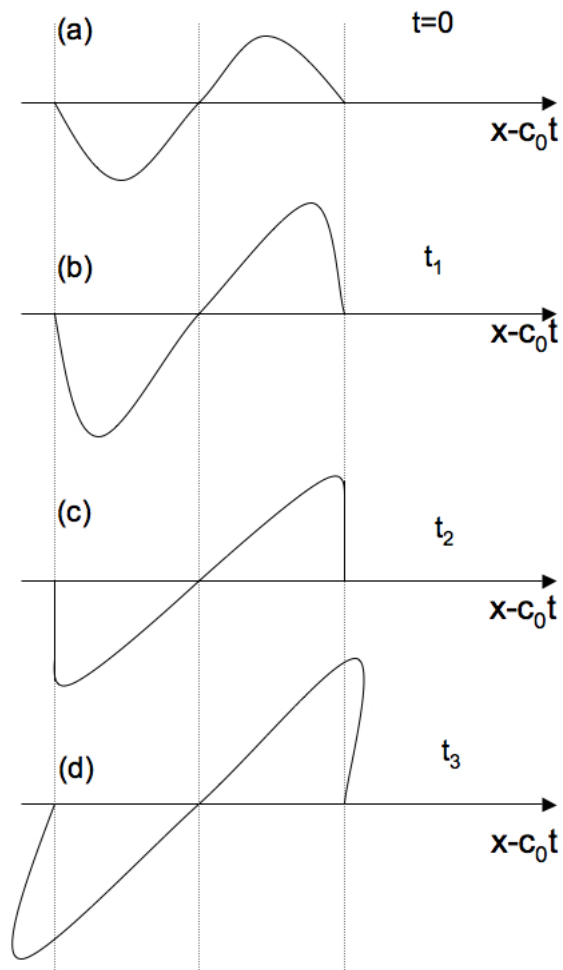 (a) t=0
x-c₀t
(b) t₁
x-c₀t
(c) t₂
x-c₀t
(d) t₃
x-c₀t